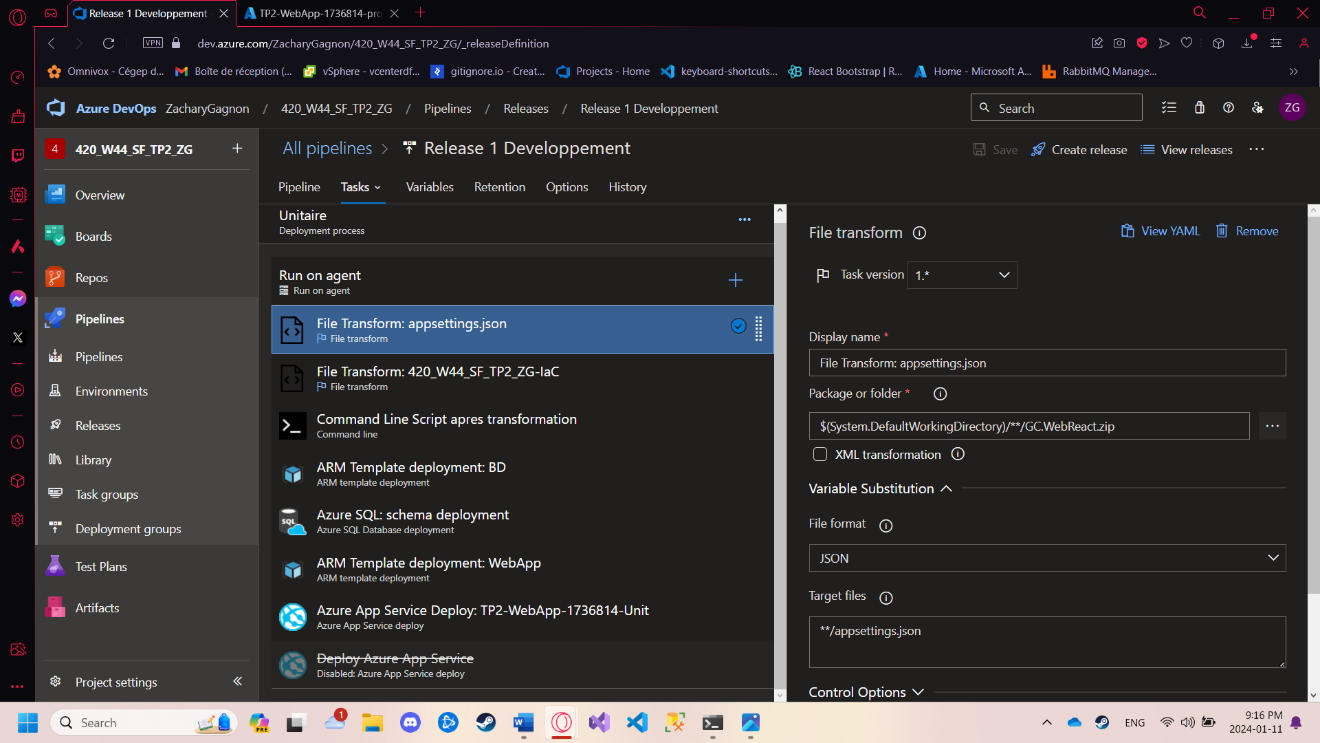 Release 1 Developpement
TP2-WebApp-1736814-pro
VPN
dev.azure.com/ZacharyGagnon/420_W44_SF_TP2_ZG/_releaseDefinition
Omnivox - Cégep d...
Boîte de réception (...
vSphere - vcenterdf...
gitignore.io - Creat...
Projects - Home
keyboard-shortcuts...
React Bootstrap | R...
Home - Microsoft A...
RabbitMQ Manage...
Azure DevOps ZacharyGagnon / 420_W44_SF_TP2_ZG / Pipelines / Releases / Release 1 Developpement
Search
ZG
4 420_W44_SF_TP2_ZG +
Overview
Boards
Repos
Pipelines
Pipelines
Environments
Releases
Library
Task groups
Deployment groups
Test Plans
Artifacts
Project settings
All pipelines > Release 1 Developpement
Save
Create release
View releases
Pipeline
Tasks
Variables
Retention
Options
History
Unitaire
Deployment process
Run on agent
Run on agent
File Transform: appsettings.json
File transform
File Transform: 420_W44_SF_TP2_ZG-IaC
File transform
Command Line Script apres transformation
Command line
ARM Template deployment: BD
ARM template deployment
SQL
Azure SQL: schema deployment
Azure SQL Database deployment
ARM Template deployment: WebApp
ARM template deployment
Azure App Service Deploy: TP2-WebApp-1736814-Unit
Azure App Service deploy
Deploy Azure App Service
Disabled: Azure App Service deploy
File transform
View YAML
Remove
Task version 1.*
Display name *
File Transform: appsettings.json
Package or folder *
$(System.DefaultWorkingDirectory)/**/GC.WebReact.zip
XML transformation
Variable Substitution
File format
JSON
Target files
**/appsettings.json
Control Options
Search
PRE
1
ENG
9:16 PM
2024-01-11